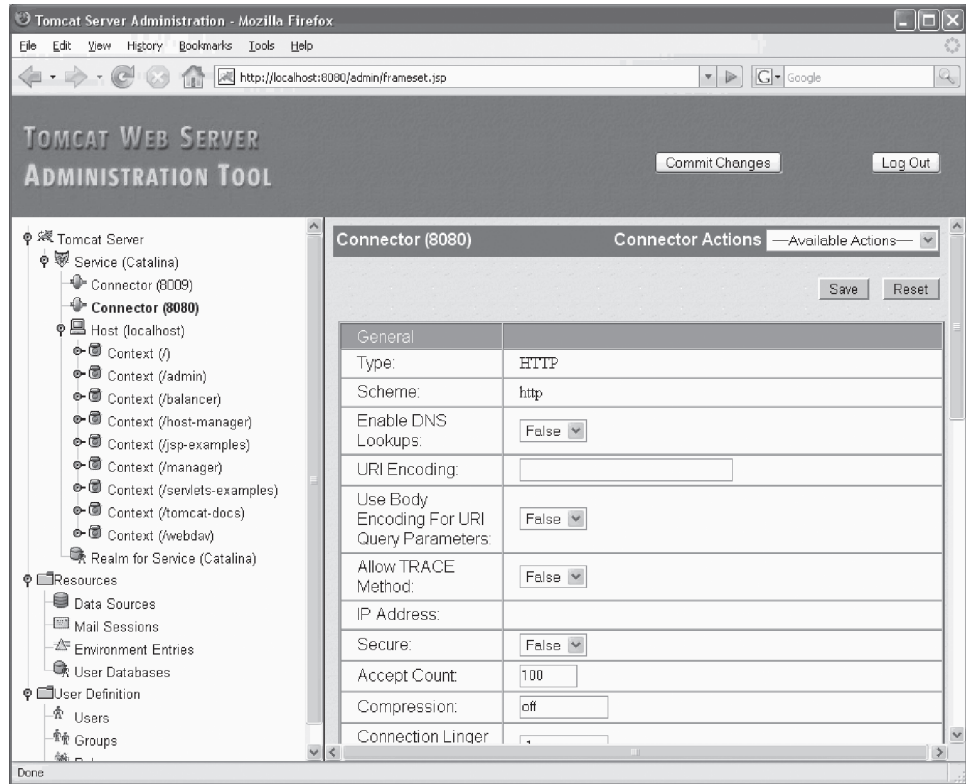 Tomcat Server Administration - Mozilla Firefox
File Edit View History Bookmarks Tools Help
http://localhost:8080/admin/frameset.jsp
G Google
TOMCAT WEB SERVER
ADMINISTRATION TOOL
Commit Changes
Log Out
Tomcat Server
Service (Catalina)
Connector (8009)
Connector (8080)
Host (localhost)
Context (/)
Context (/admin)
Context (/balancer)
Context (/host-manager)
Context (/jsp-examples)
Context (/manager)
Context (/servlets-examples)
Context (/tomcat-docs)
Context (/webdav)
Realm for Service (Catalina)
Resources
Data Sources
Mail Sessions
Environment Entries
User Databases
User Definition
Users
Groups
Connector (8080)
Connector Actions —Available Actions—
Save Reset
General
Type: HTTP
Scheme: http
Enable DNS
Lookups: False
URI Encoding:
Use Body
Encoding For URI
Query Parameters: False
Allow TRACE
Method: False
IP Address:
Secure: False
Accept Count: 100
Compression: off
Connection Linger
Done